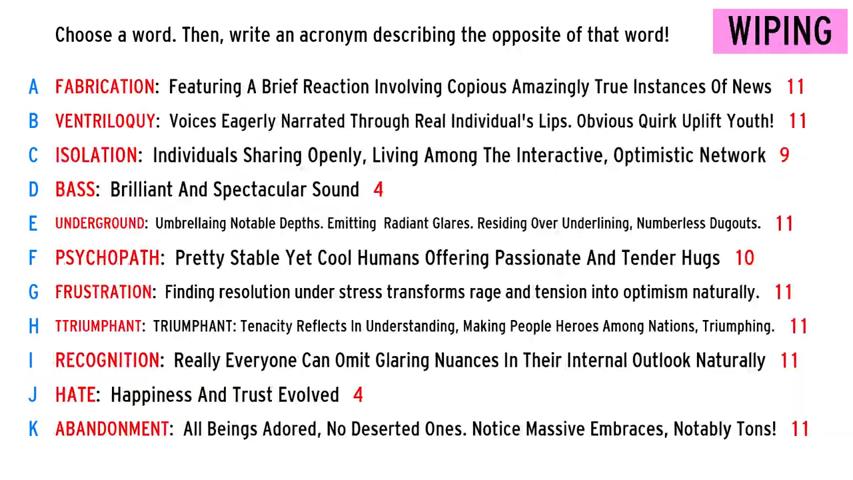 Choose a word. Then, write an acronym describing the opposite of that word!
WIPING
A FABRICATION: Featuring A Brief Reaction Involving Copious Amazingly True Instances Of News 11
B VENTRILOQUY: Voices Eagerly Narrated Through Real Individual's Lips. Obvious Quirk Uplift Youth! 11
C ISOLATION: Individuals Sharing Openly, Living Among The Interactive, Optimistic Network 9
D BASS: Brilliant And Spectacular Sound 4
E UNDERGROUND: Umbrellaing Notable Depths. Emitting Radiant Glares. Residing Over Underlining, Numberless Dugouts. 11
F PSYCHOPATH: Pretty Stable Yet Cool Humans Offering Passionate And Tender Hugs 10
G FRUSTRATION: Finding resolution under stress transforms rage and tension into optimism naturally. 11
H TTRIUMPHANT: TRIUMPHANT: Tenacity Reflects In Understanding, Making People Heroes Among Nations, Triumphing. 11
I RECOGNITION: Really Everyone Can Omit Glaring Nuances In Their Internal Outlook Naturally 11
J HATE: Happiness And Trust Evolved 4
K ABANDONMENT: All Beings Adored, No Deserted Ones. Notice Massive Embraces, Notably Tons! 11